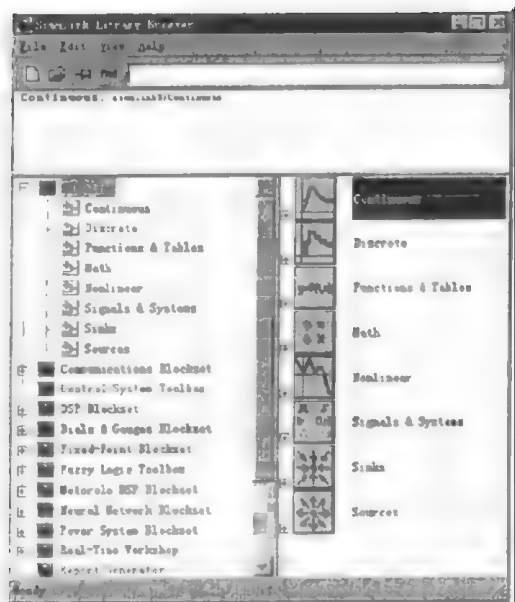 Simulink Library Browser
File Edit View Help
Find
Continuous: simulink3/Continuous
Continuous
Discrete
Functions & Tables
Math
Nonlinear
Signals & Systems
Sinks
Sources
Communications Blockset
Control System Toolbox
DSP Blockset
Dials & Gauges Blockset
Fixed-Point Blockset
Fuzzy Logic Toolbox
Motorola DSP Blockset
Neural Network Blockset
Power System Blockset
Real-Time Workshop
Report Generator
Continuous
Discrete
Functions & Tables
Math
Nonlinear
Signals & Systems
Sinks
Sources
Ready